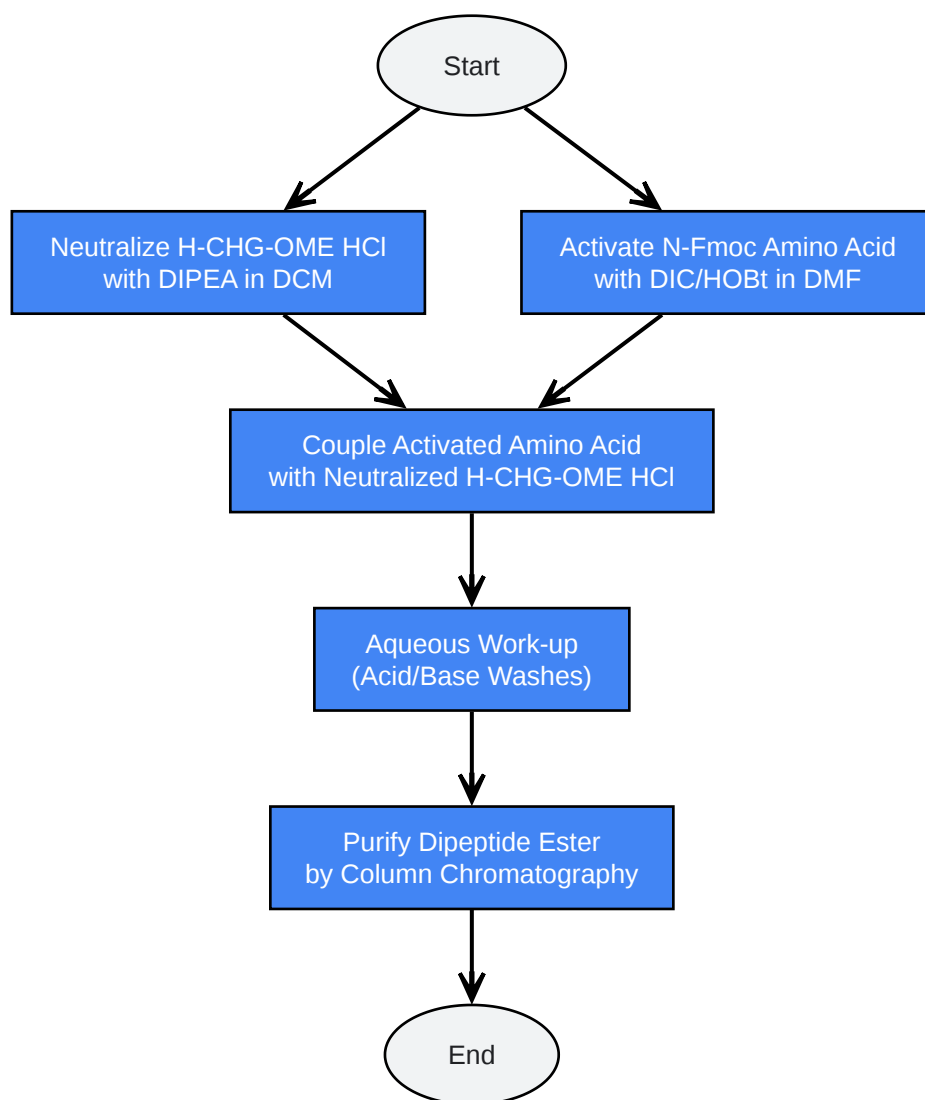 Start
Neutralize H-CHG-OME HCl
with DIPEA in DCM
Activate N-Fmoc Amino Acid
with DIC/HOBt in DMF
Couple Activated Amino Acid
with Neutralized H-CHG-OME HCl
Aqueous Work-up
(Acid/Base Washes)
Purify Dipeptide Ester
by Column Chromatography
End